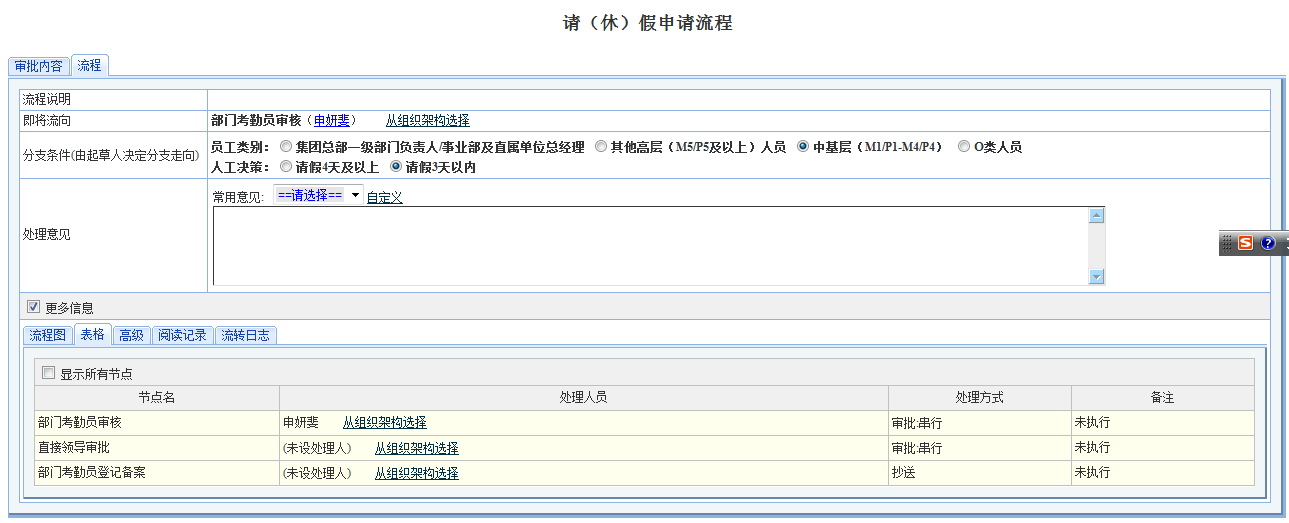 请（休）假申请流程
审批内容 流程
流程说明
即将流向 部门考勤员审核（申妍斐） 从组织架构选择
分支条件(由起草人决定分支走向) 员工类别： 集团总部一级部门负责人/事业部及直属单位总经理 其他高层（M5/P5及以上）人员 中基层（M1/P1-M4/P4） O类人员
人工决策： 请假4天及以上 请假3天以内
常用意见: ==请选择== 自定义
处理意见
更多信息
流程图 表格 高级 阅读记录 流转日志
显示所有节点
节点名 处理人员 处理方式 备注
部门考勤员审核 申妍斐 从组织架构选择 审批:串行 未执行
直接领导审批 (未设处理人) 从组织架构选择 审批:串行 未执行
部门考勤员登记备案 (未设处理人) 从组织架构选择 抄送 未执行